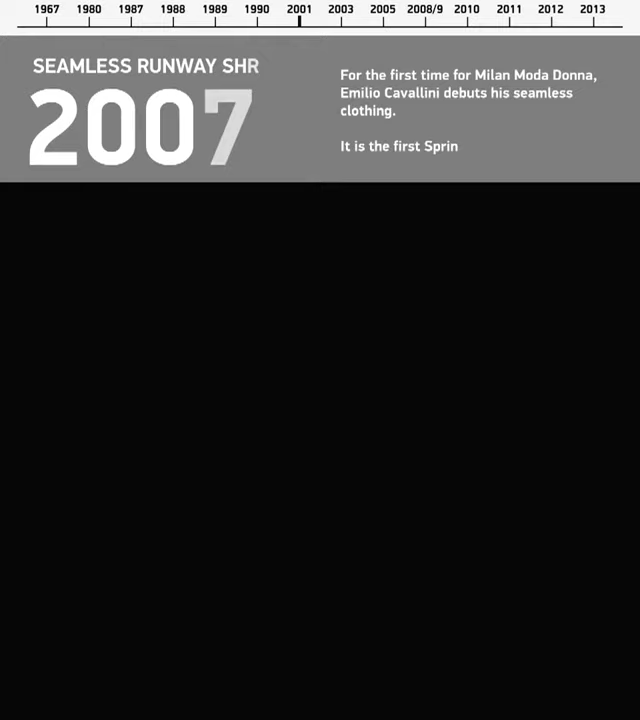 1967 1980 1987 1988 1989 1990 2001 2003 2005 2008/9 2010 2011 2012 2013
SEAMLESS RUNWAY SHR
2007
For the first time for Milan Moda Donna,
Emilio Cavallini debuts his seamless
clothing.
It is the first Sprin